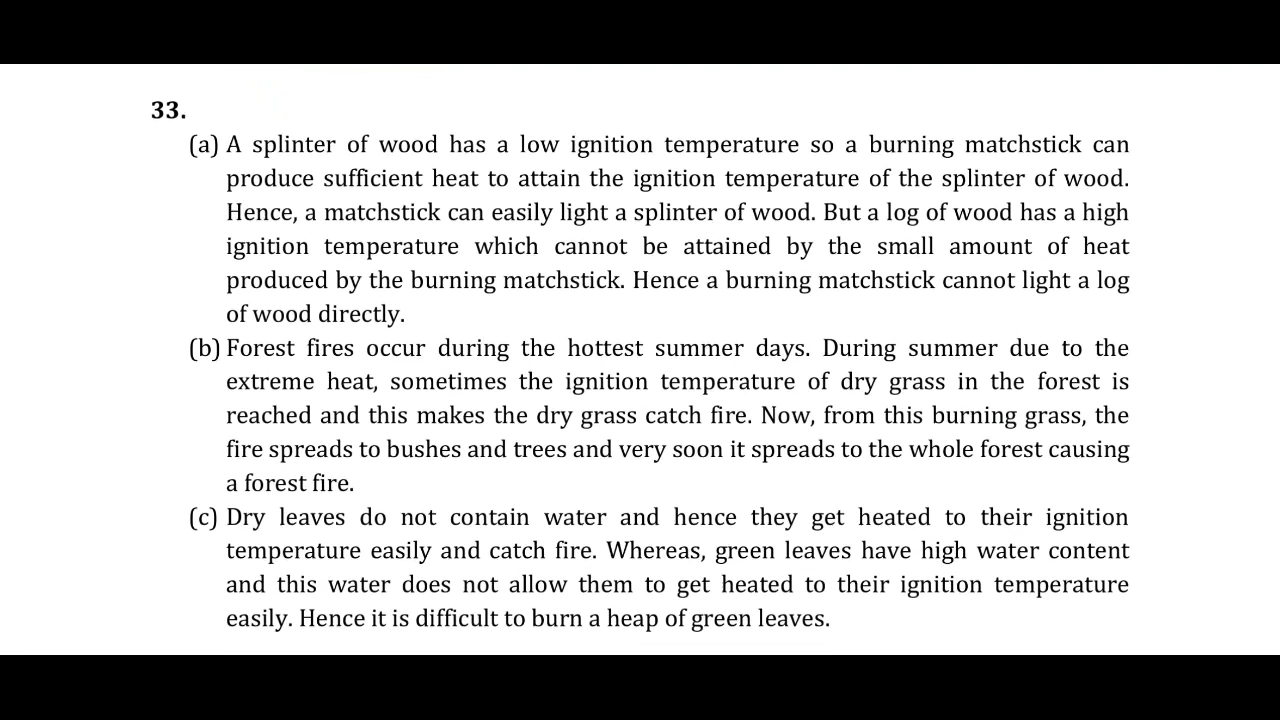 33.
(a) A splinter of wood has a low ignition temperature so a burning matchstick can
produce sufficient heat to attain the ignition temperature of the splinter of wood.
Hence, a matchstick can easily light a splinter of wood. But a log of wood has a high
ignition temperature which cannot be attained by the small amount of heat
produced by the burning matchstick. Hence a burning matchstick cannot light a log
of wood directly.
(b) Forest fires occur during the hottest summer days. During summer due to the
extreme heat, sometimes the ignition temperature of dry grass in the forest is
reached and this makes the dry grass catch fire. Now, from this burning grass, the
fire spreads to bushes and trees and very soon it spreads to the whole forest causing
a forest fire.
(c) Dry leaves do not contain water and hence they get heated to their ignition
temperature easily and catch fire. Whereas, green leaves have high water content
and this water does not allow them to get heated to their ignition temperature
easily. Hence it is difficult to burn a heap of green leaves.